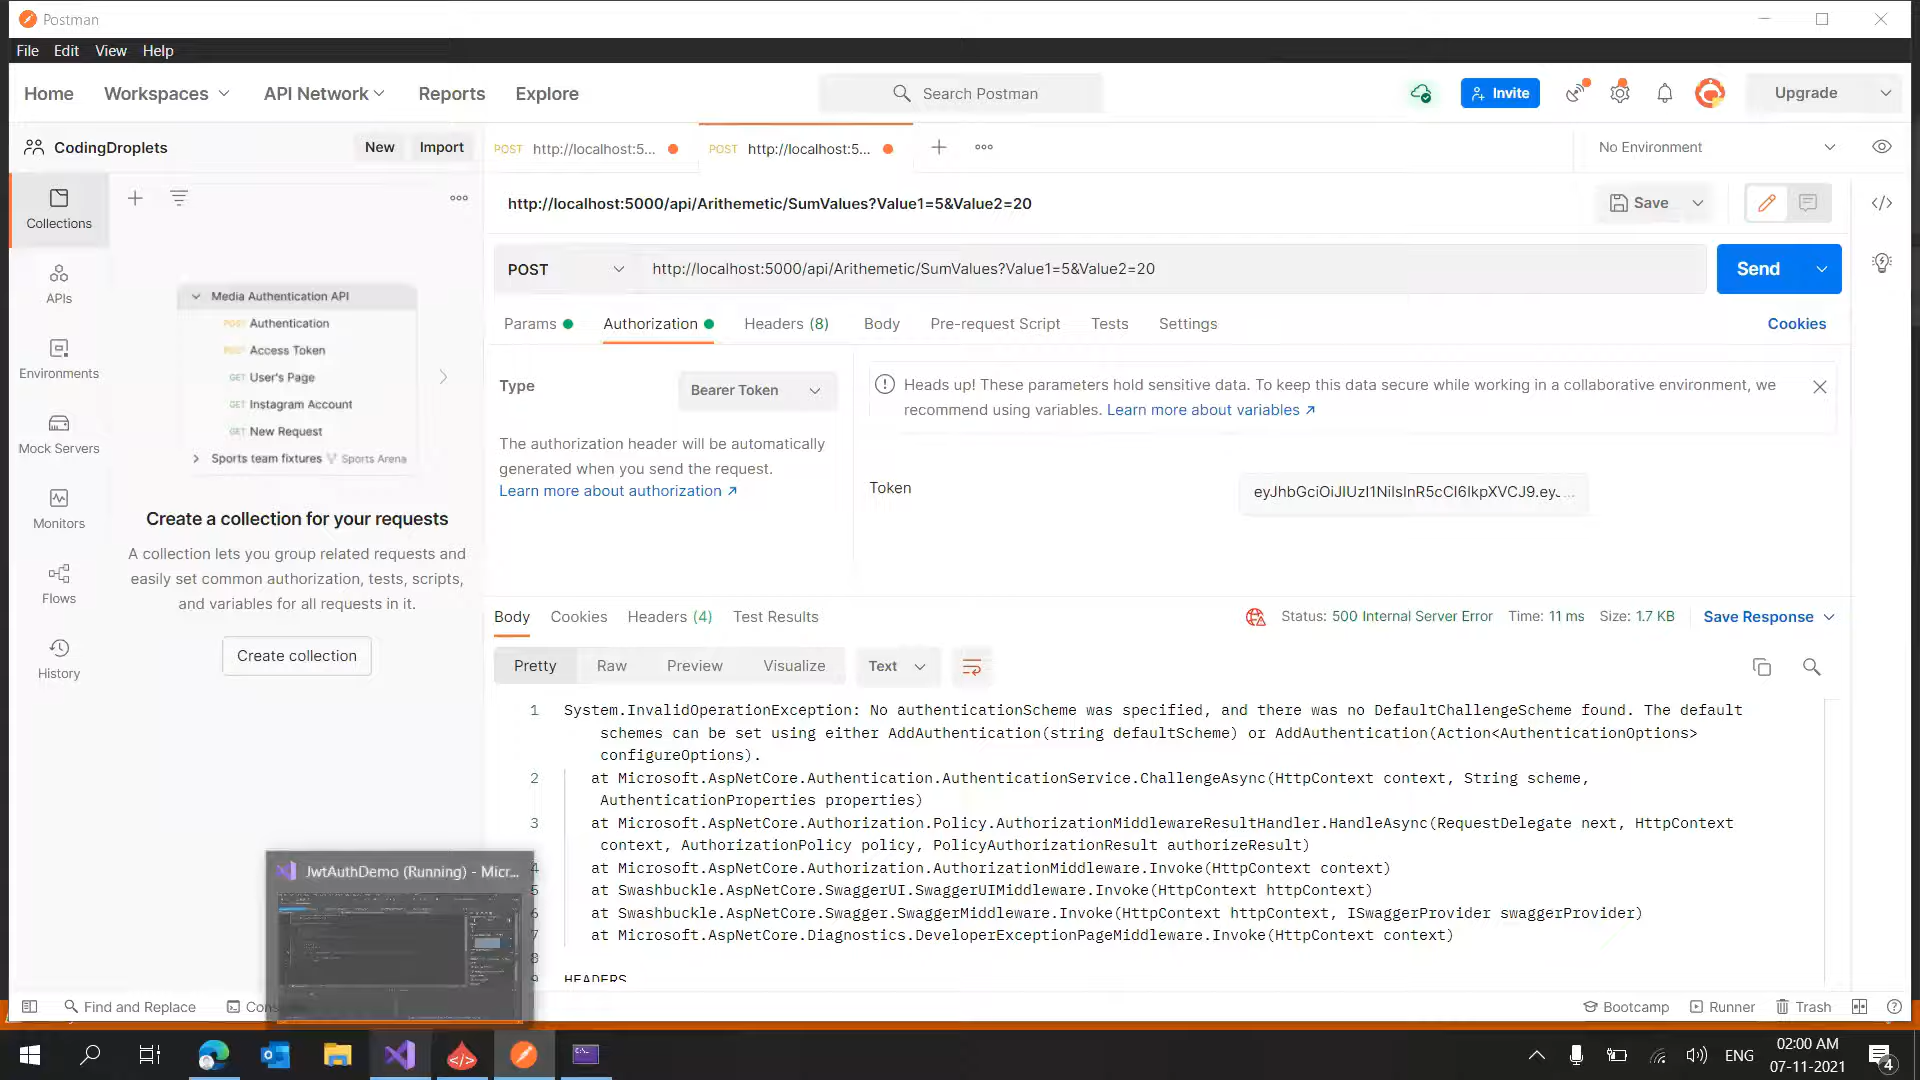 Postman
File Edit View Help
Home Workspaces API Network Reports Explore
Search Postman
Invite
Upgrade
CodingDroplets New Import
POST http://localhost:5...
POST http://localhost:5...
No Environment
Collections
APIs
Environments
Mock Servers
Monitors
Flows
History
Media Authentication API
POST Authentication
POST Access Token
GET User's Page
GET Instagram Account
GET New Request
Sports team fixtures Sports Arena
Create a collection for your requests
A collection lets you group related requests and
easily set common authorization, tests, scripts,
and variables for all requests in it.
Create collection
http://localhost:5000/api/Arithemetic/SumValues?Value1=5&Value2=20
Save
POST
http://localhost:5000/api/Arithemetic/SumValues?Value1=5&Value2=20
Send
Params Authorization Headers (8) Body Pre-request Script Tests Settings
Cookies
Type
Bearer Token
The authorization header will be automatically
generated when you send the request.
Learn more about authorization ↗
Heads up! These parameters hold sensitive data. To keep this data secure while working in a collaborative environment, we
recommend using variables. Learn more about variables ↗
Token
eyJhbGciOiJIUzI1NiIsInR5cCI6IkpXVCJ9.eyJ...
Body Cookies Headers (4) Test Results
Status: 500 Internal Server Error Time: 11 ms Size: 1.7 KB Save Response
Pretty Raw Preview Visualize
Text
1 System.InvalidOperationException: No authenticationScheme was specified, and there was no DefaultChallengeScheme found. The default
schemes can be set using either AddAuthentication(string defaultScheme) or AddAuthentication(Action<AuthenticationOptions>
configureOptions).
2 at Microsoft.AspNetCore.Authentication.AuthenticationService.ChallengeAsync(HttpContext context, String scheme,
AuthenticationProperties properties)
3 at Microsoft.AspNetCore.Authorization.Policy.AuthorizationMiddlewareResultHandler.HandleAsync(RequestDelegate next, HttpContext
context, AuthorizationPolicy policy, PolicyAuthorizationResult authorizeResult)
4 at Microsoft.AspNetCore.Authorization.AuthorizationMiddleware.Invoke(HttpContext context)
5 at Swashbuckle.AspNetCore.SwaggerUI.SwaggerUIMiddleware.Invoke(HttpContext httpContext)
6 at Swashbuckle.AspNetCore.Swagger.SwaggerMiddleware.Invoke(HttpContext httpContext, ISwaggerProvider swaggerProvider)
7 at Microsoft.AspNetCore.Diagnostics.DeveloperExceptionPageMiddleware.Invoke(HttpContext context)
8
9 HEADERS
JwtAuthDemo (Running) - Micr...
Find and Replace
Bootcamp Runner Trash
ENG
02:00 AM
07-11-2021
4